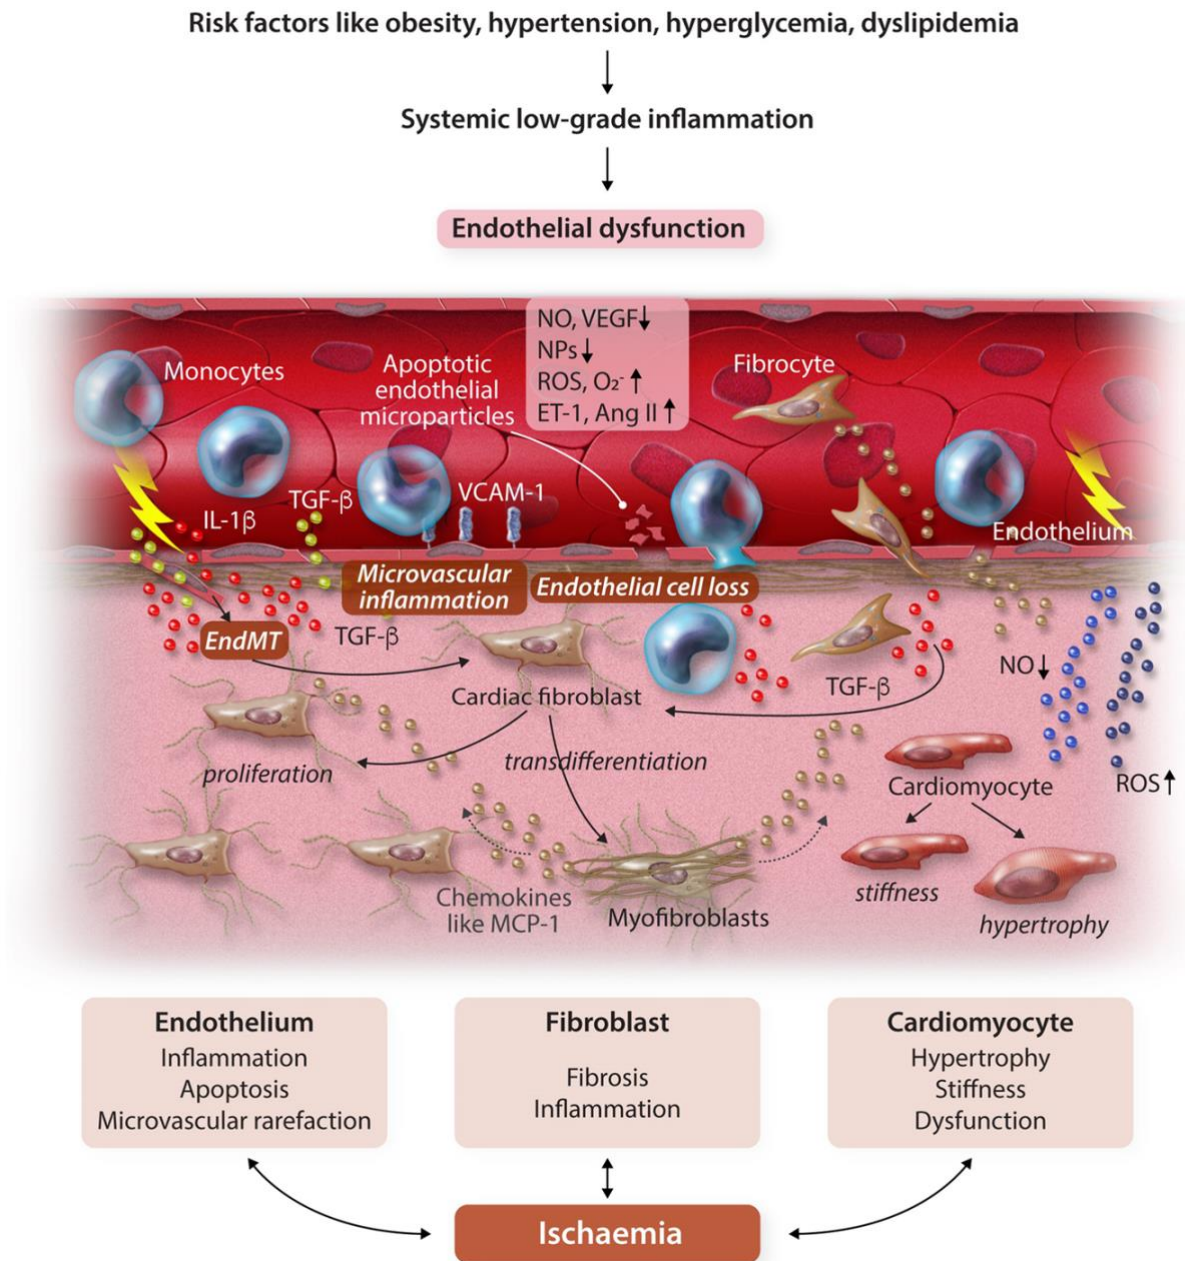 Risk factors like obesity, hypertension, hyperglycemia, dyslipidemia
Systemic low-grade inflammation
Endothelial dysfunction
NO, VEGF↓
NPs↓
ROS, O₂⁻ ↑
ET-1, Ang II ↑
Monocytes
Apoptotic
endothelial
microparticles
Fibrocyte
TGF-β
IL-1β
VCAM-1
Endothelium
Microvascular
inflammation
Endothelial cell loss
EndMT
TGF-β
Cardiac fibroblast
TGF-β
NO↓
proliferation
transdifferentiation
Cardiomyocyte
ROS↑
stiffness
hypertrophy
Chemokines
like MCP-1
Myofibroblasts
Endothelium
Inflammation
Apoptosis
Microvascular rarefaction
Fibroblast
Fibrosis
Inflammation
Cardiomyocyte
Hypertrophy
Stiffness
Dysfunction
Ischaemia